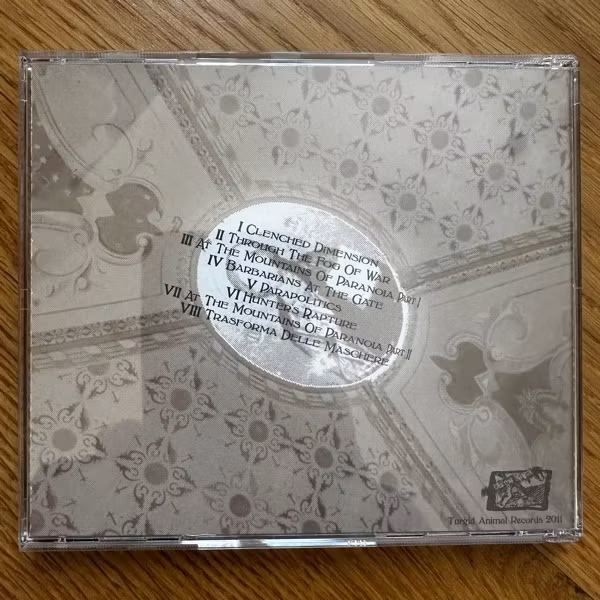 I Clenched Dimension
II Through The Fog Of War
III At The Mountains Of Paranoia Part I
IV Barbarians At The Gate
V Parapolitics
VI Hunter's Rapture
VII At The Mountains Of Paranoia Part II
VIII Trasforma Delle Maschere
Turgid Animal Records 2011